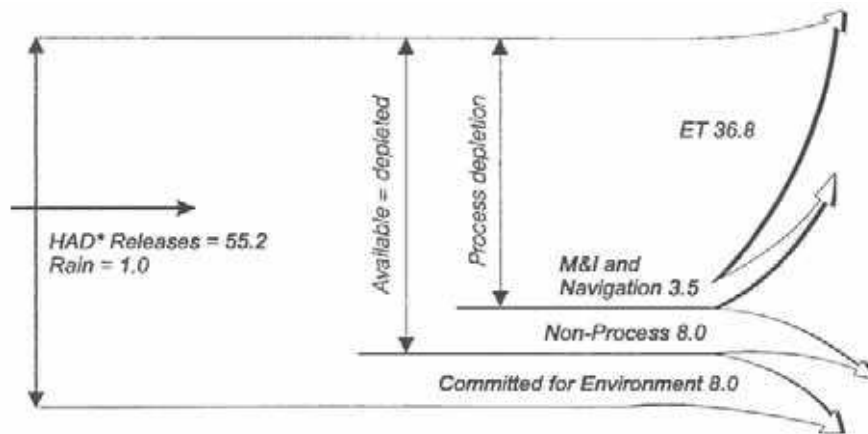 ET 36.8
Available = depleted
Process depletion
HAD* Releases = 55.2
Rain = 1.0
M&I and
Navigation 3.5
Non-Process 8.0
Committed for Environment 8.0